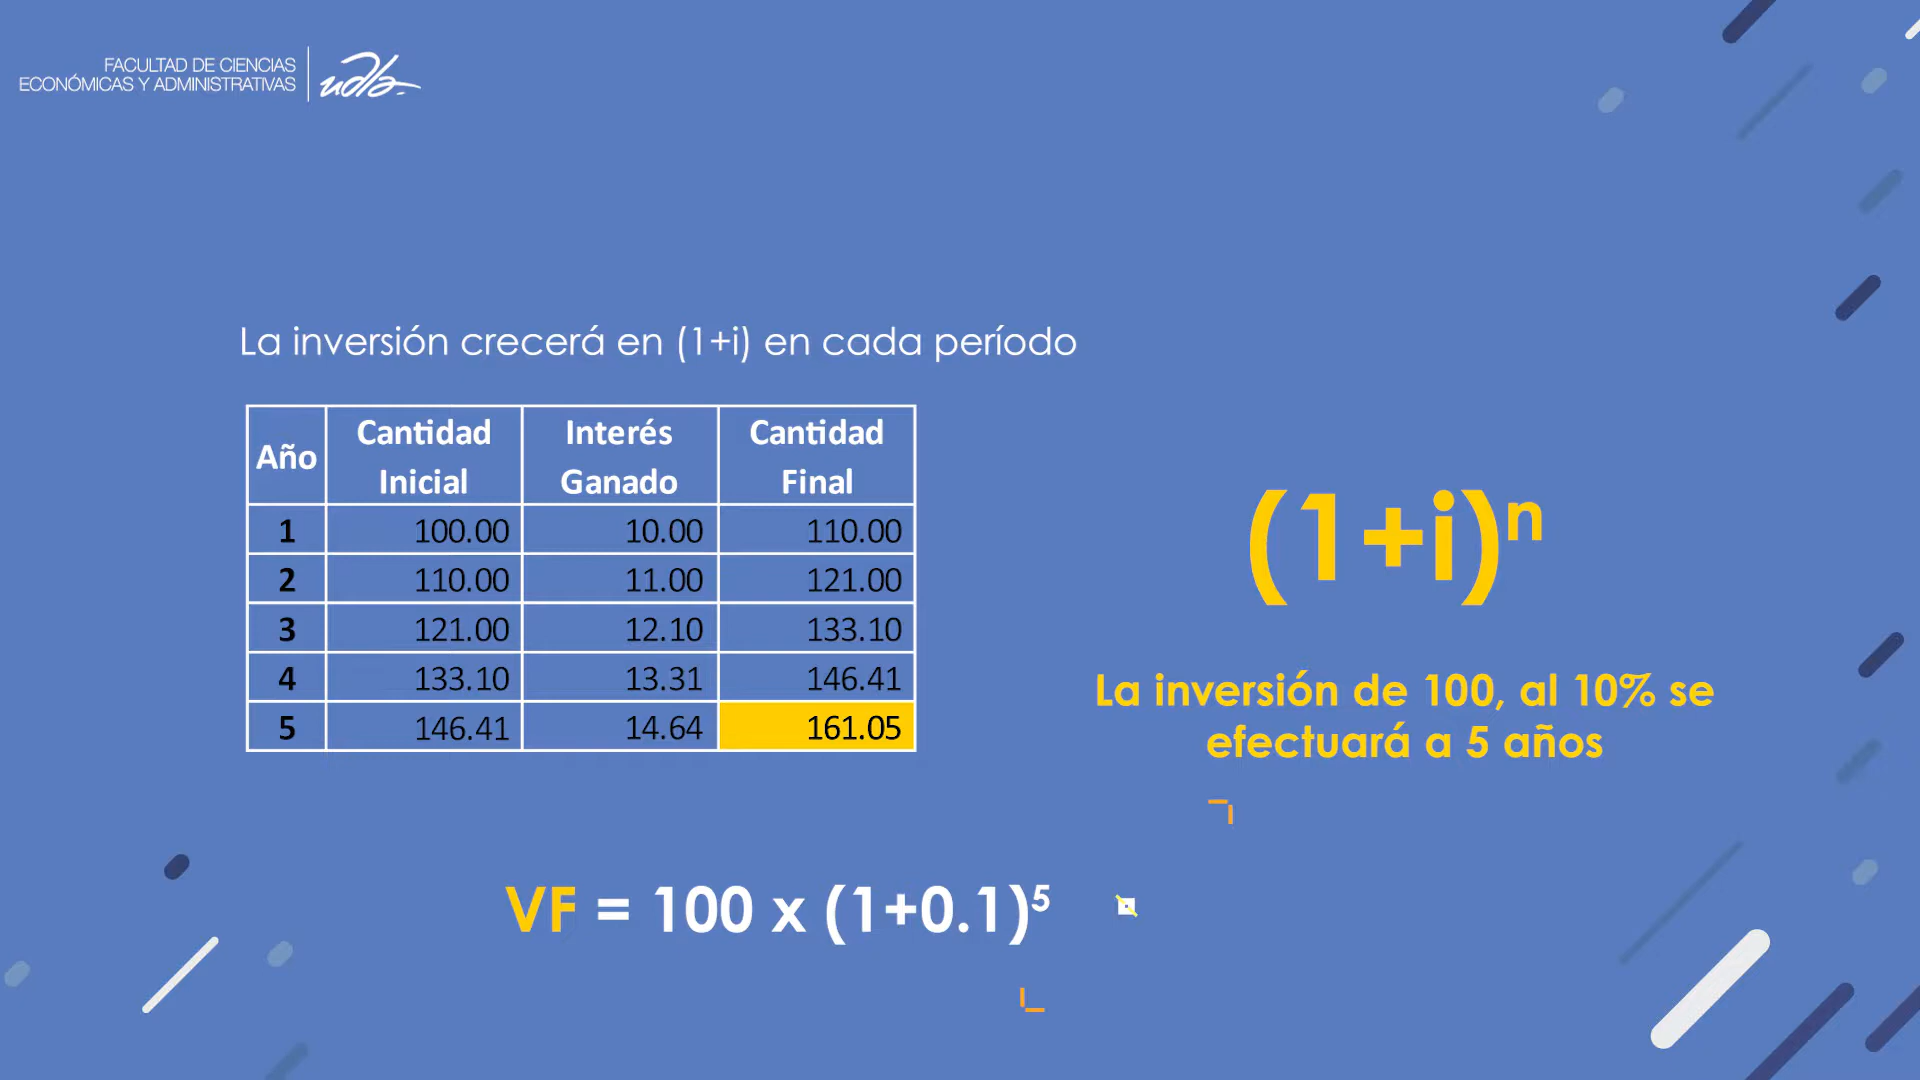 FACULTAD DE CIENCIAS
ECONÓMICAS Y ADMINISTRATIVAS
udla-
La inversión crecerá en (1+i) en cada período
Año Cantidad Inicial Interés Ganado Cantidad Final
1 100.00 10.00 110.00
2 110.00 11.00 121.00
3 121.00 12.10 133.10
4 133.10 13.31 146.41
5 146.41 14.64 161.05
(1+i)ⁿ
La inversión de 100, al 10% se
efectuará a 5 años
VF = 100 x (1+0.1)⁵